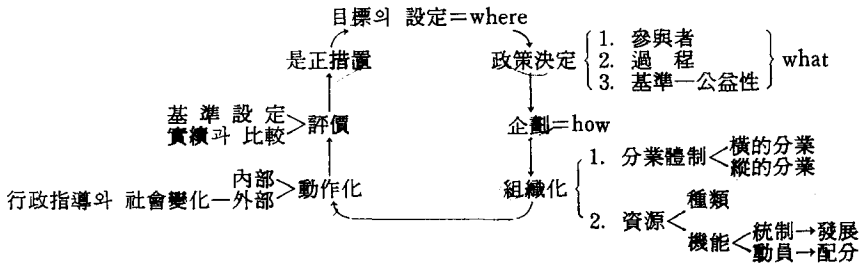 目標의 設定＝where
是正措置
政策決定
1. 參與者
2. 過 程
3. 基準—公益性
what
基 準 設 定
實績과 比較
評價
企劃＝how
1. 分業體制
橫的分業
縱的分業
內部
行政指導와 社會變化—外部
動作化
組織化
2. 資源
種類
機能
統制→發展
動員→配分